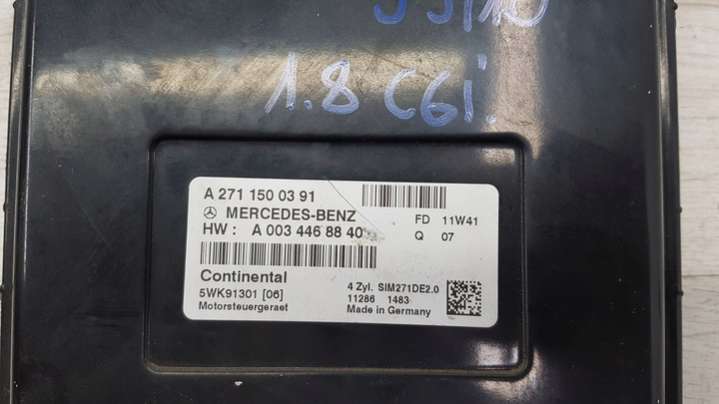 1.8 CGi
A 271 150 03 91
MERCEDES-BENZ
HW : A 003 446 88 40
FD 11W41
Q 07
Continental
5WK91301 [06]
Motorsteuergeraet
4 Zyl. SIM271DE2.0
11286 1483
Made in Germany